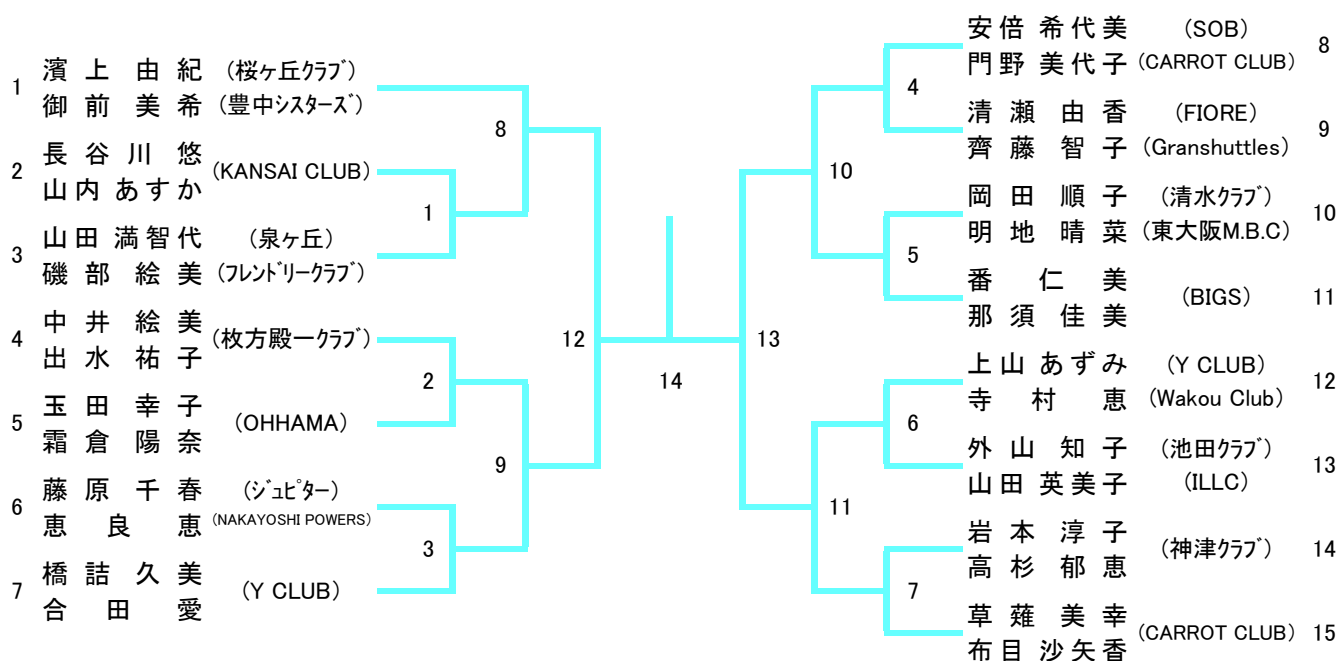 1 濱上由紀 (桜ヶ丘クラブ)
御前美希 (豊中シスターズ)
2 長谷川悠 (KANSAI CLUB)
山内あすか
3 山田満智代 (泉ヶ丘)
磯部絵美 (フレンドリークラブ)
4 中井絵美 (枚方殿一クラブ)
出水祐子
5 玉田幸子 (OHHAMA)
霜倉陽奈
6 藤原千春 (ジュピター)
恵良恵 (NAKAYOSHI POWERS)
7 橋詰久美 (Y CLUB)
合田愛
8
1
2
9
3
12
14
13
10
4
5
11
6
7
安倍希代美 (SOB) 8
門野美代子 (CARROT CLUB)
清瀬由香 (FIORE) 9
齊藤智子 (Granshuttles)
岡田順子 (清水クラブ) 10
明地晴菜 (東大阪M.B.C)
番仁美 (BIGS) 11
那須佳美
上山あずみ (Y CLUB) 12
寺村恵 (Wakou Club)
外山知子 (池田クラブ) 13
山田英美子 (ILLC)
岩本淳子 (神津クラブ) 14
高杉郁恵
草薙美幸 (CARROT CLUB) 15
布目沙矢香